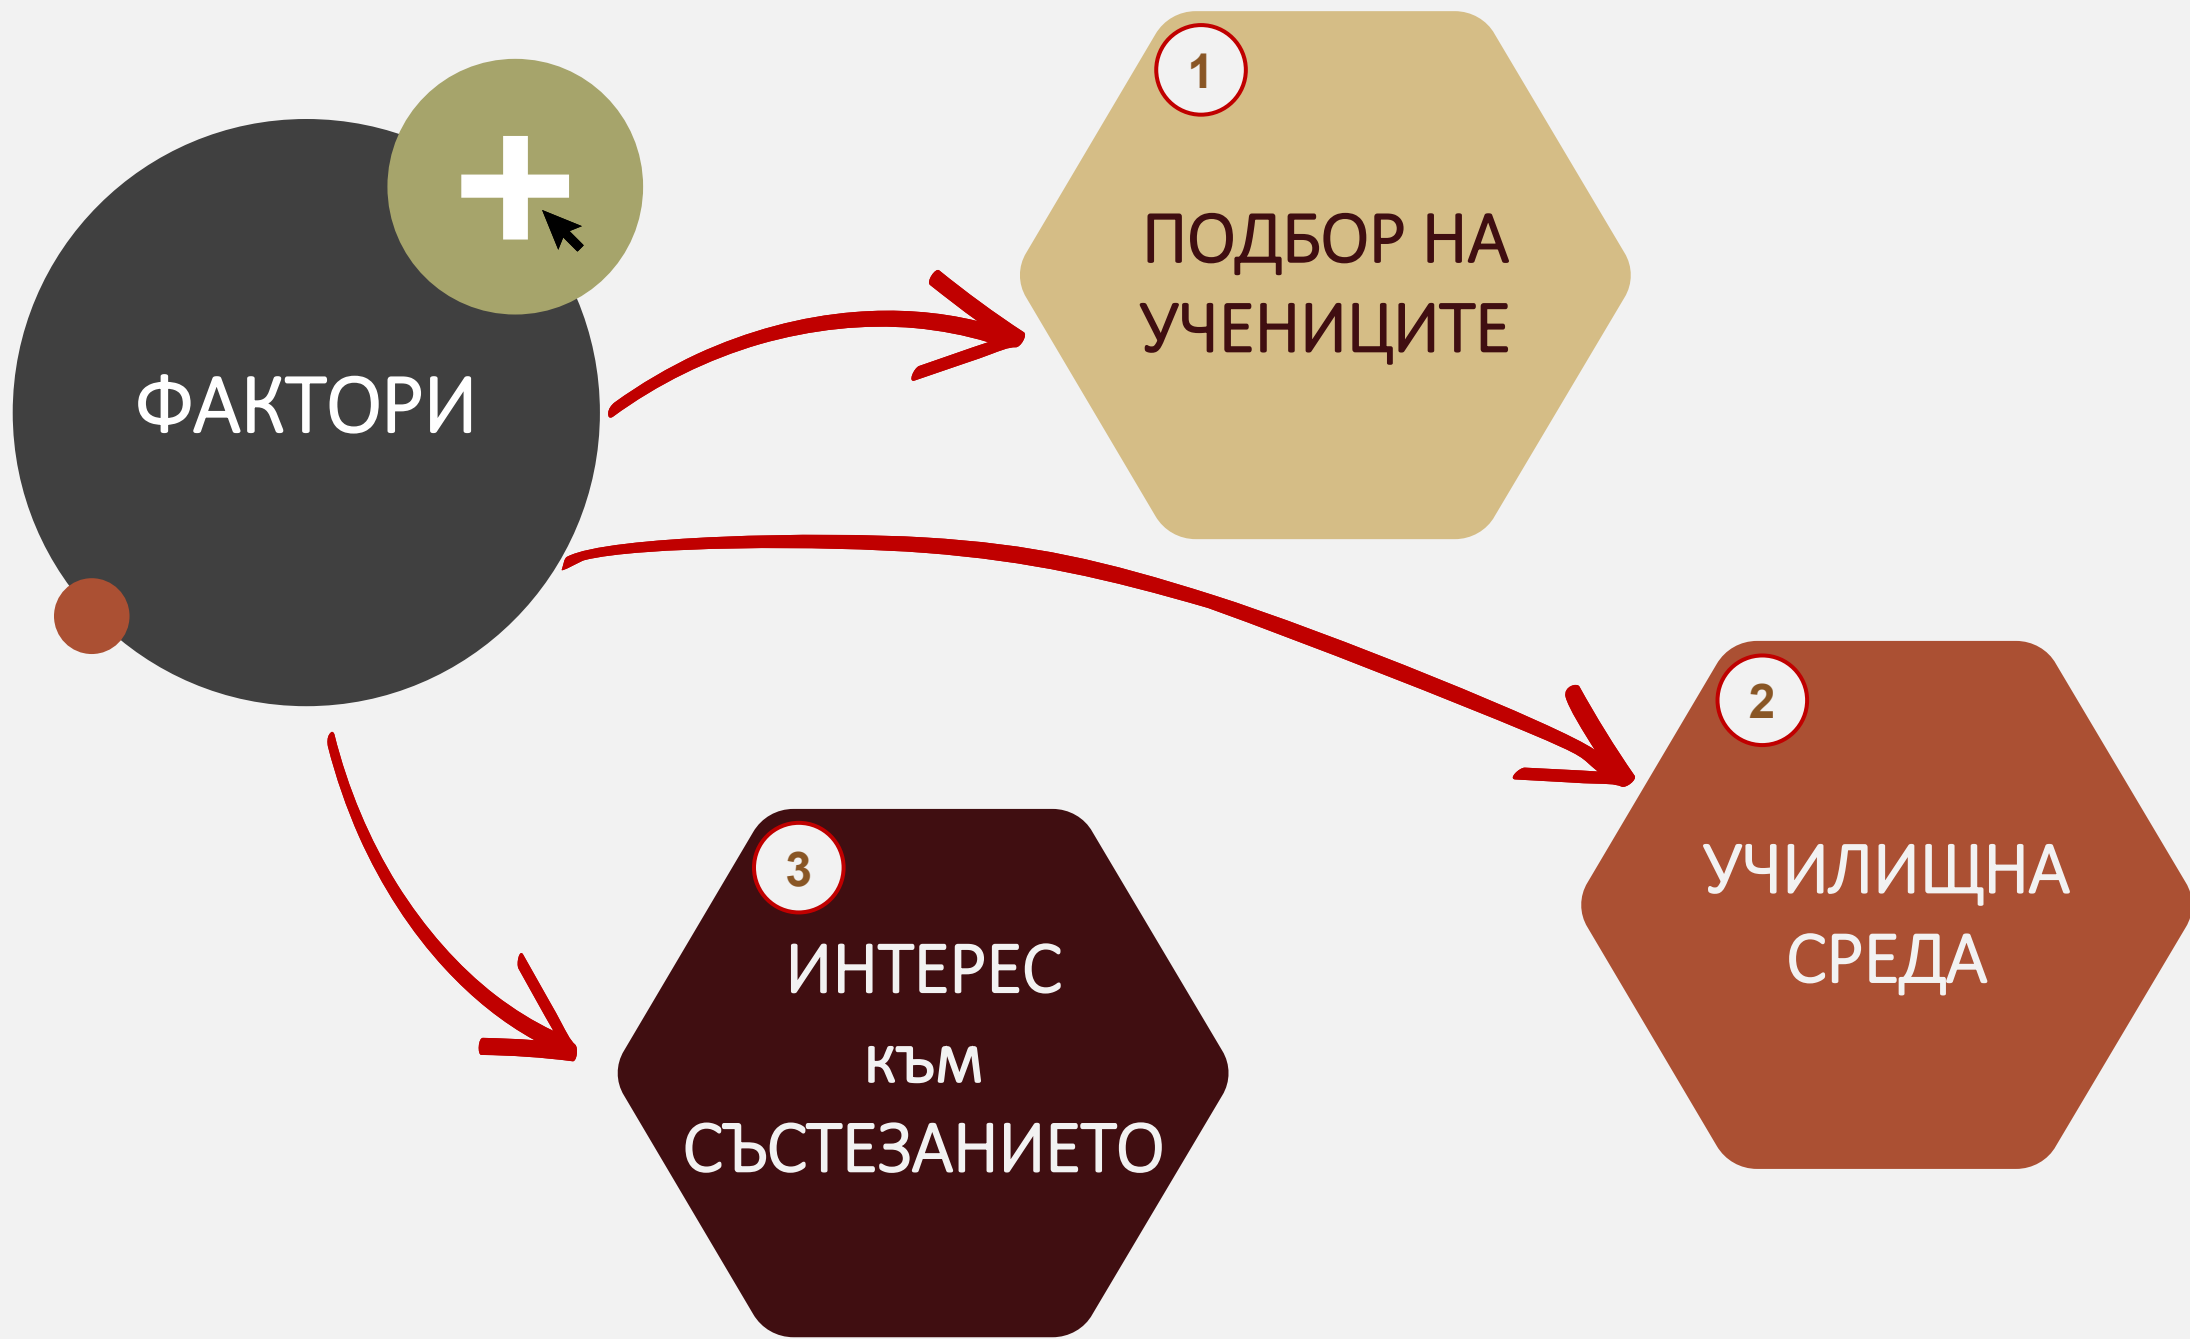 ФАКТОРИ
1
ПОДБОР НА
УЧЕНИЦИТЕ
2
УЧИЛИЩНА
СРЕДА
3
ИНТЕРЕС
към
СЪСТЕЗАНИЕТО